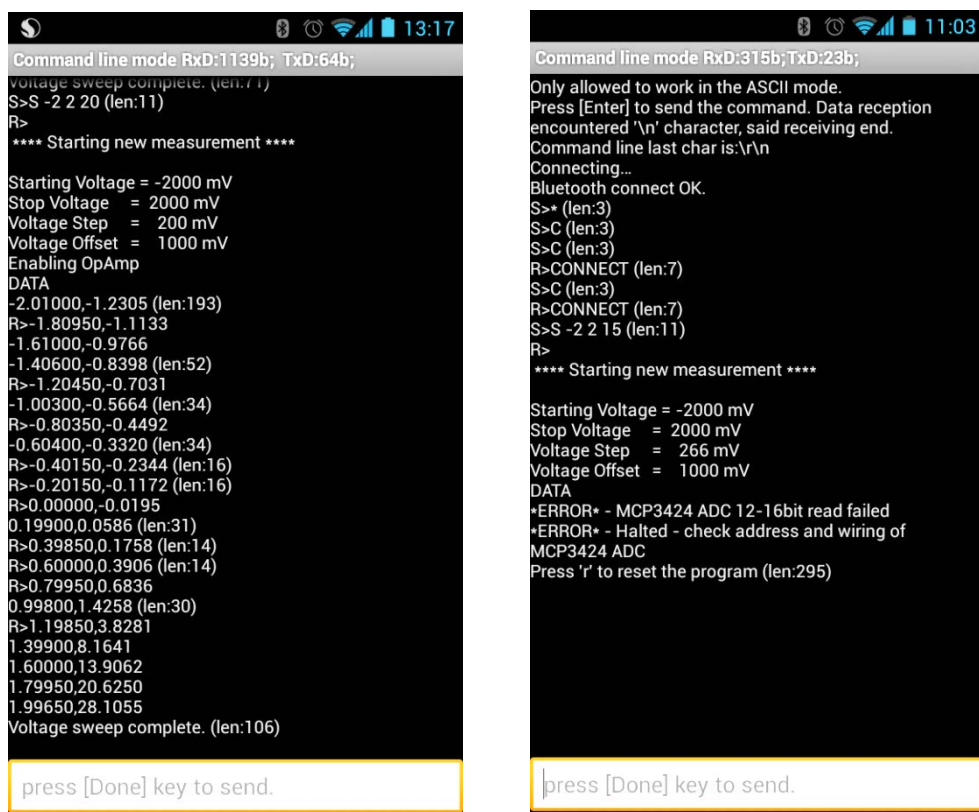 13:17
Command line mode RxD:1139b; TxD:64b;
Voltage sweep complete. (len:71)
S>S -2 2 20 (len:11)
R>
**** Starting new measurement ****
Starting Voltage = -2000 mV
Stop Voltage = 2000 mV
Voltage Step = 200 mV
Voltage Offset = 1000 mV
Enabling OpAmp
DATA
-2.01000,-1.2305 (len:193)
R>-1.80950,-1.1133
-1.61000,-0.9766
-1.40600,-0.8398 (len:52)
R>-1.20450,-0.7031
-1.00300,-0.5664 (len:34)
R>-0.80350,-0.4492
-0.60400,-0.3320 (len:34)
R>-0.40150,-0.2344 (len:16)
R>-0.20150,-0.1172 (len:16)
R>0.00000,-0.0195
0.19900,0.0586 (len:31)
R>0.39850,0.1758 (len:14)
R>0.60000,0.3906 (len:14)
R>0.79950,0.6836
0.99800,1.4258 (len:30)
R>1.19850,3.8281
1.39900,8.1641
1.60000,13.9062
1.79950,20.6250
1.99650,28.1055
Voltage sweep complete. (len:106)
press [Done] key to send.
11:03
Command line mode RxD:315b;TxD:23b;
Only allowed to work in the ASCII mode.
Press [Enter] to send the command. Data reception
encountered '\n' character, said receiving end.
Command line last char is:\r\n
Connecting...
Bluetooth connect OK.
S>* (len:3)
S>C (len:3)
S>C (len:3)
R>CONNECT (len:7)
S>C (len:3)
R>CONNECT (len:7)
S>S -2 2 15 (len:11)
R>
**** Starting new measurement ****
Starting Voltage = -2000 mV
Stop Voltage = 2000 mV
Voltage Step = 266 mV
Voltage Offset = 1000 mV
DATA
*ERROR* - MCP3424 ADC 12-16bit read failed
*ERROR* - Halted - check address and wiring of
MCP3424 ADC
Press 'r' to reset the program (len:295)
press [Done] key to send.